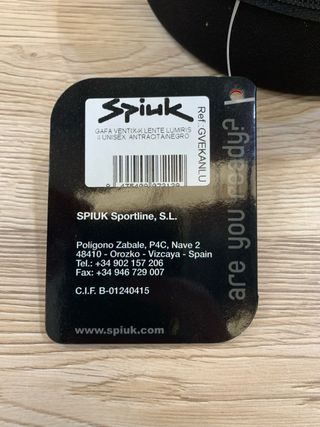 Spiuk
GAFA VENTIX-K LENTE LUMIRIS
II UNISEX ANTRACITA/NEGRO
Ref.:GVEKANLU
SPIUK Sportline, S.L.
Polígono Zabale, P4C, Nave 2
48410 - Orozko - Vizcaya - Spain
Tel.: +34 902 157 206
Fax: +34 946 729 007
C.I.F. B-01240415
www.spiuk.com
are you ready?